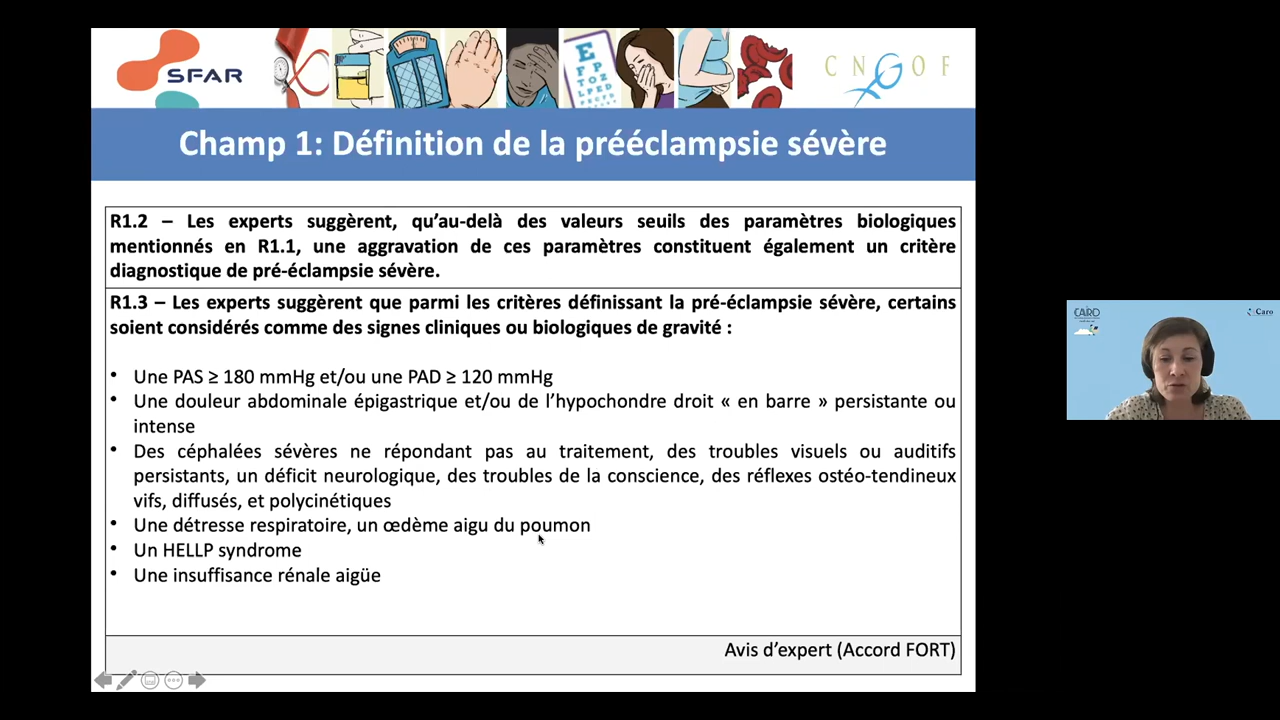 SFAR
E
F P
T O Z
L P E D
P E C F D
C N G O F
Champ 1: Définition de la prééclampsie sévère
R1.2 – Les experts suggèrent, qu'au-delà des valeurs seuils des paramètres biologiques
mentionnés en R1.1, une aggravation de ces paramètres constituent également un critère
diagnostique de pré-éclampsie sévère.
R1.3 – Les experts suggèrent que parmi les critères définissant la pré-éclampsie sévère, certains
soient considérés comme des signes cliniques ou biologiques de gravité :
• Une PAS ≥ 180 mmHg et/ou une PAD ≥ 120 mmHg
• Une douleur abdominale épigastrique et/ou de l'hypochondre droit « en barre » persistante ou
intense
• Des céphalées sévères ne répondant pas au traitement, des troubles visuels ou auditifs
persistants, un déficit neurologique, des troubles de la conscience, des réflexes ostéo-tendineux
vifs, diffusés, et polycinétiques
• Une détresse respiratoire, un œdème aigu du poumon
• Un HELLP syndrome
• Une insuffisance rénale aigüe
Avis d'expert (Accord FORT)
CARO
Caro